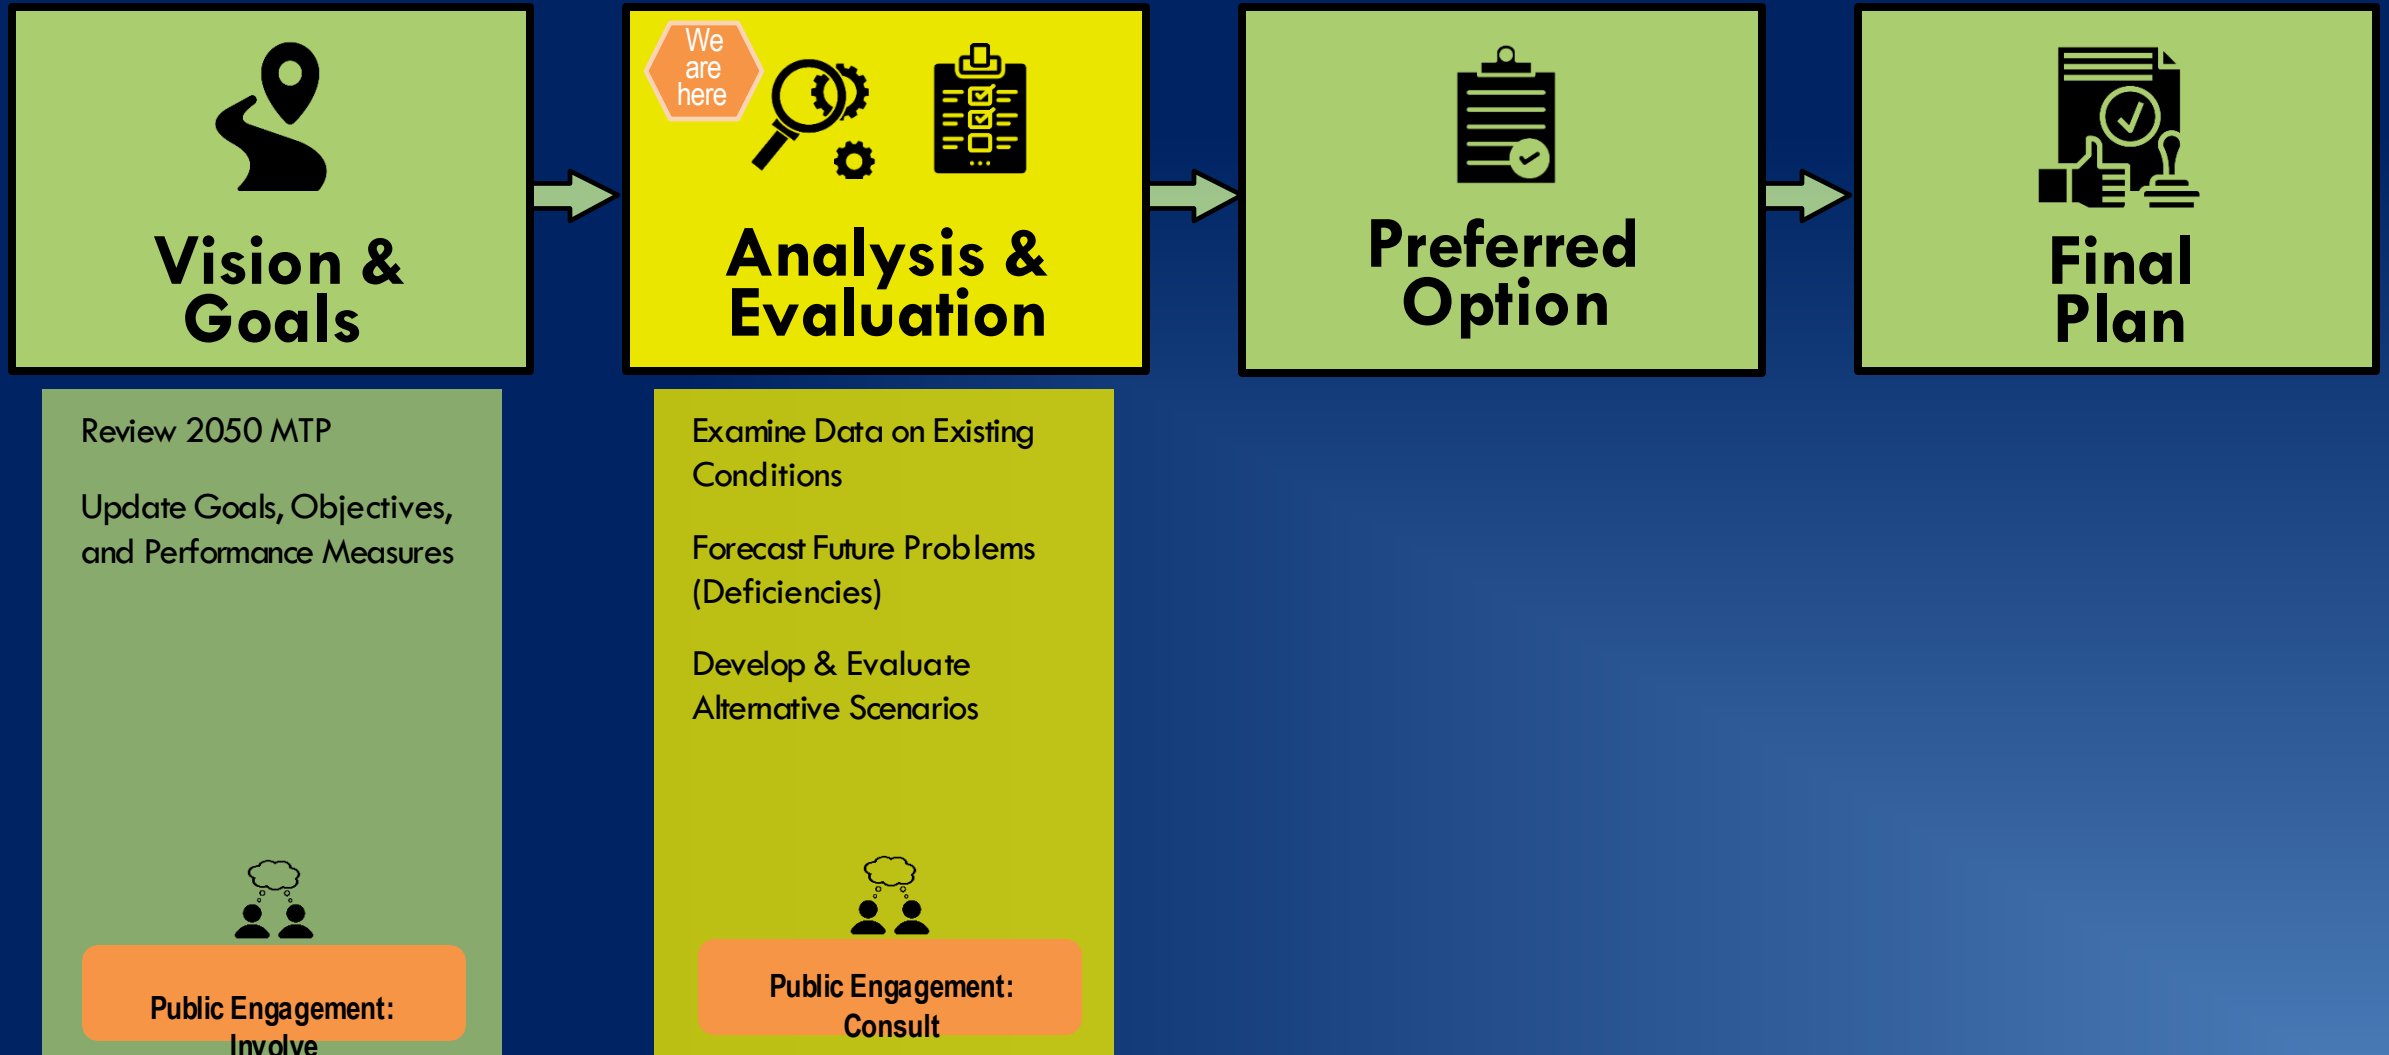 We
are
here
Vision &
Goals
Analysis &
Evaluation
Preferred
Option
Final
Plan
Review 2050 MTP
Update Goals, Objectives,
and Performance Measures
Public Engagement:
Involve
Examine Data on Existing
Conditions
Forecast Future Problems
(Deficiencies)
Develop & Evaluate
Alternative Scenarios
Public Engagement:
Consult